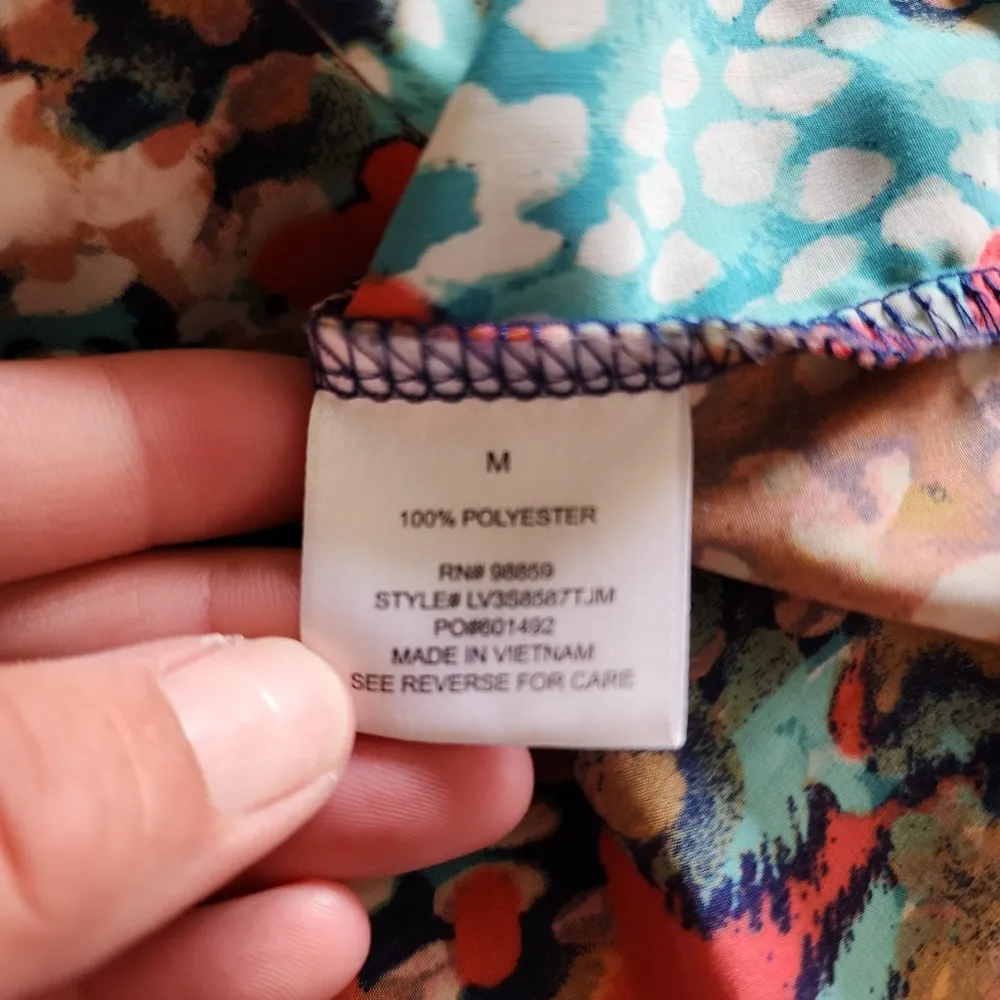 M
100% POLYESTER
RN# 98859
STYLE# LV3S8587TJM
PO#601492
MADE IN VIETNAM
SEE REVERSE FOR CARE